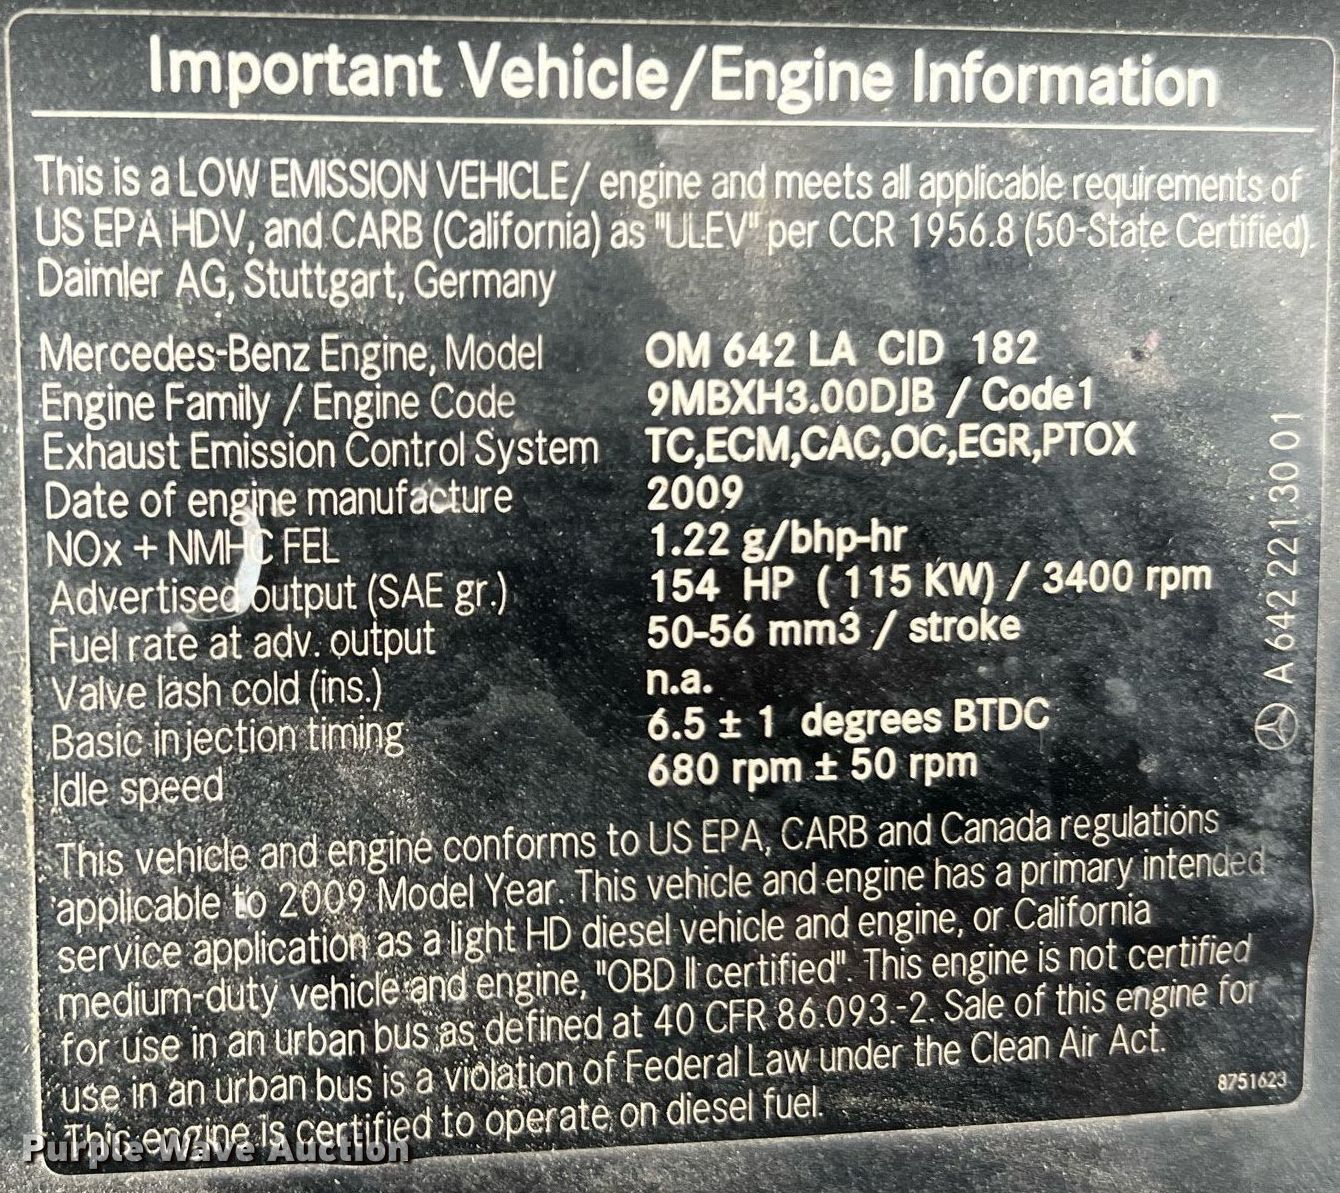 Important Vehicle/Engine Information
This is a LOW EMISSION VEHICLE/ engine and meets all applicable requirements of
US EPA HDV, and CARB (California) as "ULEV" per CCR 1956.8 (50-State Certified).
Daimler AG, Stuttgart, Germany
Mercedes-Benz Engine, Model OM 642 LA CID 182
Engine Family / Engine Code 9MBXH3.00DJB / Code1
Exhaust Emission Control System TC,ECM,CAC,OC,EGR,PTOX
Date of engine manufacture 2009
NOx + NMHC FEL 1.22 g/bhp-hr
Advertised output (SAE gr.) 154 HP ( 115 KW) / 3400 rpm
Fuel rate at adv. output 50-56 mm3 / stroke
Valve lash cold (ins.) n.a.
Basic injection timing 6.5 ± 1 degrees BTDC
Idle speed 680 rpm ± 50 rpm
This vehicle and engine conforms to US EPA, CARB and Canada regulations
applicable to 2009 Model Year. This vehicle and engine has a primary intended
service application as a light HD diesel vehicle and engine, or California
medium-duty vehicle and engine, "OBD II certified". This engine is not certified
for use in an urban bus as defined at 40 CFR 86.093.-2. Sale of this engine for
use in an urban bus is a violation of Federal Law under the Clean Air Act.
This engine is certified to operate on diesel fuel.
8751623
A 642 221 30 01
Purple Wave Auction